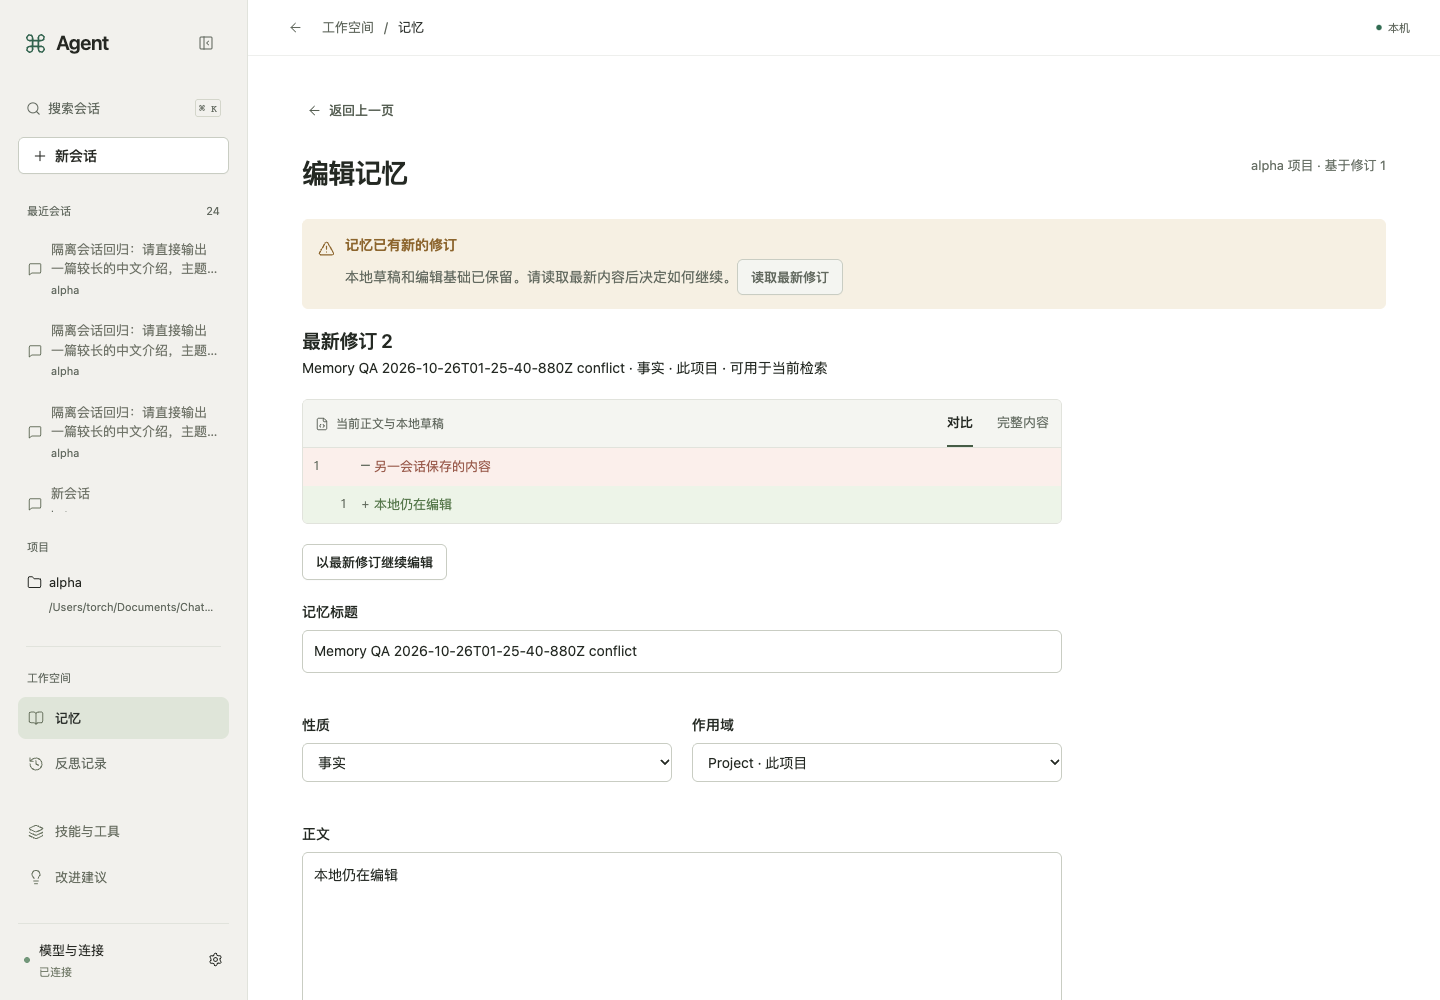 Agent
搜索会话
⌘ K
新会话
最近会话 24
隔离会话回归：请直接输出
一篇较长的中文介绍，主题...
alpha
隔离会话回归：请直接输出
一篇较长的中文介绍，主题...
alpha
隔离会话回归：请直接输出
一篇较长的中文介绍，主题...
alpha
新会话
项目
alpha
/Users/torch/Documents/Chat...
工作空间
记忆
反思记录
技能与工具
改进建议
模型与连接
已连接
工作空间 / 记忆
本机
返回上一页
编辑记忆
alpha 项目 · 基于修订 1
记忆已有新的修订
本地草稿和编辑基础已保留。请读取最新内容后决定如何继续。 读取最新修订
最新修订 2
Memory QA 2026-10-26T01-25-40-880Z conflict · 事实 · 此项目 · 可用于当前检索
当前正文与本地草稿 对比 完整内容
1 − 另一会话保存的内容
1 + 本地仍在编辑
以最新修订继续编辑
记忆标题
Memory QA 2026-10-26T01-25-40-880Z conflict
性质 作用域
事实 Project · 此项目
正文
本地仍在编辑